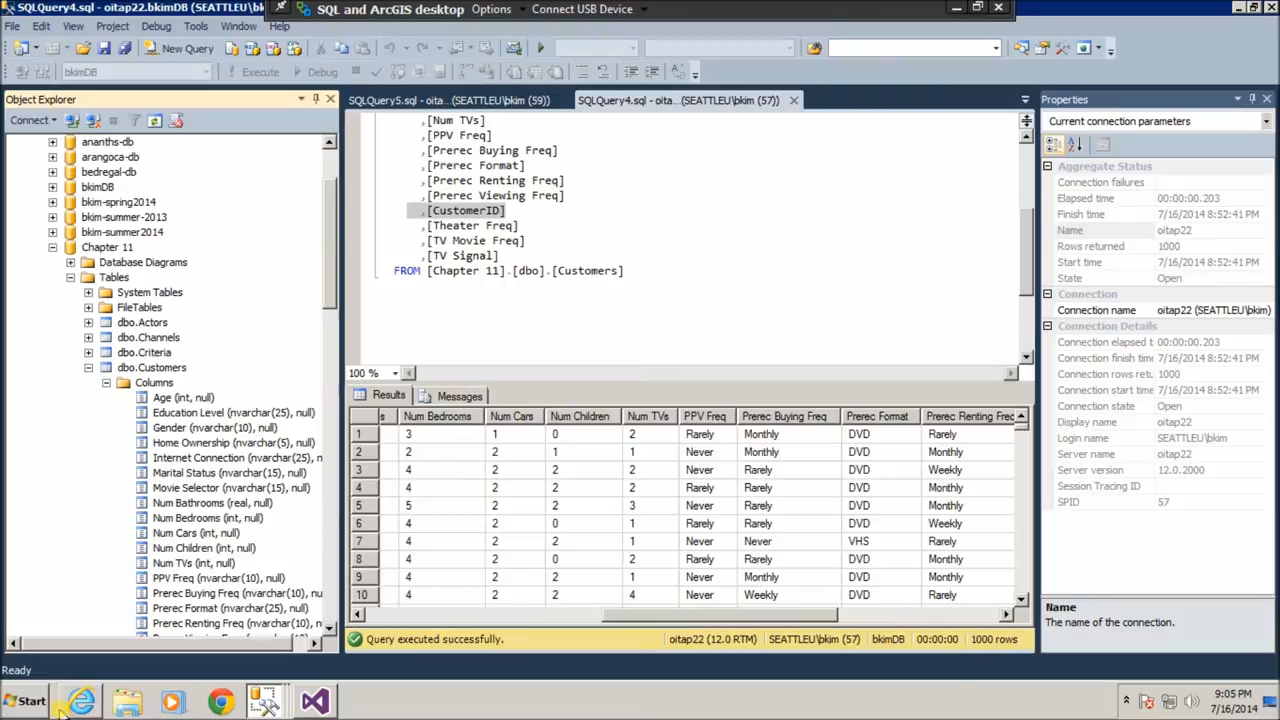 SQLQuery4.sql - oitap22.bkimDB (SEATTLEU\bk
SQL and ArcGIS desktop Options Connect USB Device
File Edit View Project Debug Tools Window Help
New Query
bkimDB Execute Debug
Object Explorer
Connect
ananths-db
arangoca-db
bedregal-db
bkimDB
bkim-spring2014
bkim-summer-2013
bkim-summer2014
Chapter 11
Database Diagrams
Tables
System Tables
FileTables
dbo.Actors
dbo.Channels
dbo.Criteria
dbo.Customers
Columns
Age (int, null)
Education Level (nvarchar(25), null)
Gender (nvarchar(10), null)
Home Ownership (nvarchar(5), null)
Internet Connection (nvarchar(25), n
Marital Status (nvarchar(15), null)
Movie Selector (nvarchar(15), null)
Num Bathrooms (real, null)
Num Bedrooms (int, null)
Num Cars (int, null)
Num Children (int, null)
Num TVs (int, null)
PPV Freq (nvarchar(10), null)
Prerec Buying Freq (nvarchar(10), nu
Prerec Format (nvarchar(25), null)
Prerec Renting Freq (nvarchar(10), n
SQLQuery5.sql - oita...(SEATTLEU\bkim (59)) SQLQuery4.sql - oita...(SEATTLEU\bkim (57))
,[Num TVs]
,[PPV Freq]
,[Prerec Buying Freq]
,[Prerec Format]
,[Prerec Renting Freq]
,[Prerec Viewing Freq]
,[CustomerID]
,[Theater Freq]
,[TV Movie Freq]
,[TV Signal]
FROM [Chapter 11].[dbo].[Customers]
100 %
Results Messages
s Num Bedrooms Num Cars Num Children Num TVs PPV Freq Prerec Buying Freq Prerec Format Prerec Renting Freq
1 3 1 0 2 Rarely Monthly DVD Rarely
2 2 2 1 1 Never Monthly DVD Monthly
3 4 2 2 2 Never Rarely DVD Weekly
4 4 2 2 2 Rarely Rarely DVD Monthly
5 5 2 2 3 Never Rarely DVD Monthly
6 4 2 0 1 Rarely Rarely DVD Weekly
7 4 2 2 1 Never Never VHS Rarely
8 4 2 0 2 Rarely Rarely DVD Monthly
9 4 2 2 1 Never Monthly DVD Monthly
10 4 2 2 4 Never Weekly DVD Rarely
Query executed successfully. oitap22 (12.0 RTM) SEATTLEU\bkim (57) bkimDB 00:00:00 1000 rows
Properties
Current connection parameters
Aggregate Status
Connection failures
Elapsed time 00:00:00.203
Finish time 7/16/2014 8:52:41 PM
Name oitap22
Rows returned 1000
Start time 7/16/2014 8:52:41 PM
State Open
Connection
Connection name oitap22 (SEATTLEU\bkim)
Connection Details
Connection elapsed t 00:00:00.203
Connection finish time 7/16/2014 8:52:41 PM
Connection rows retu 1000
Connection start time 7/16/2014 8:52:41 PM
Connection state Open
Display name oitap22
Login name SEATTLEU\bkim
Server name oitap22
Server version 12.0.2000
Session Tracing ID
SPID 57
Name
The name of the connection.
Ready
Start
9:05 PM
7/16/2014